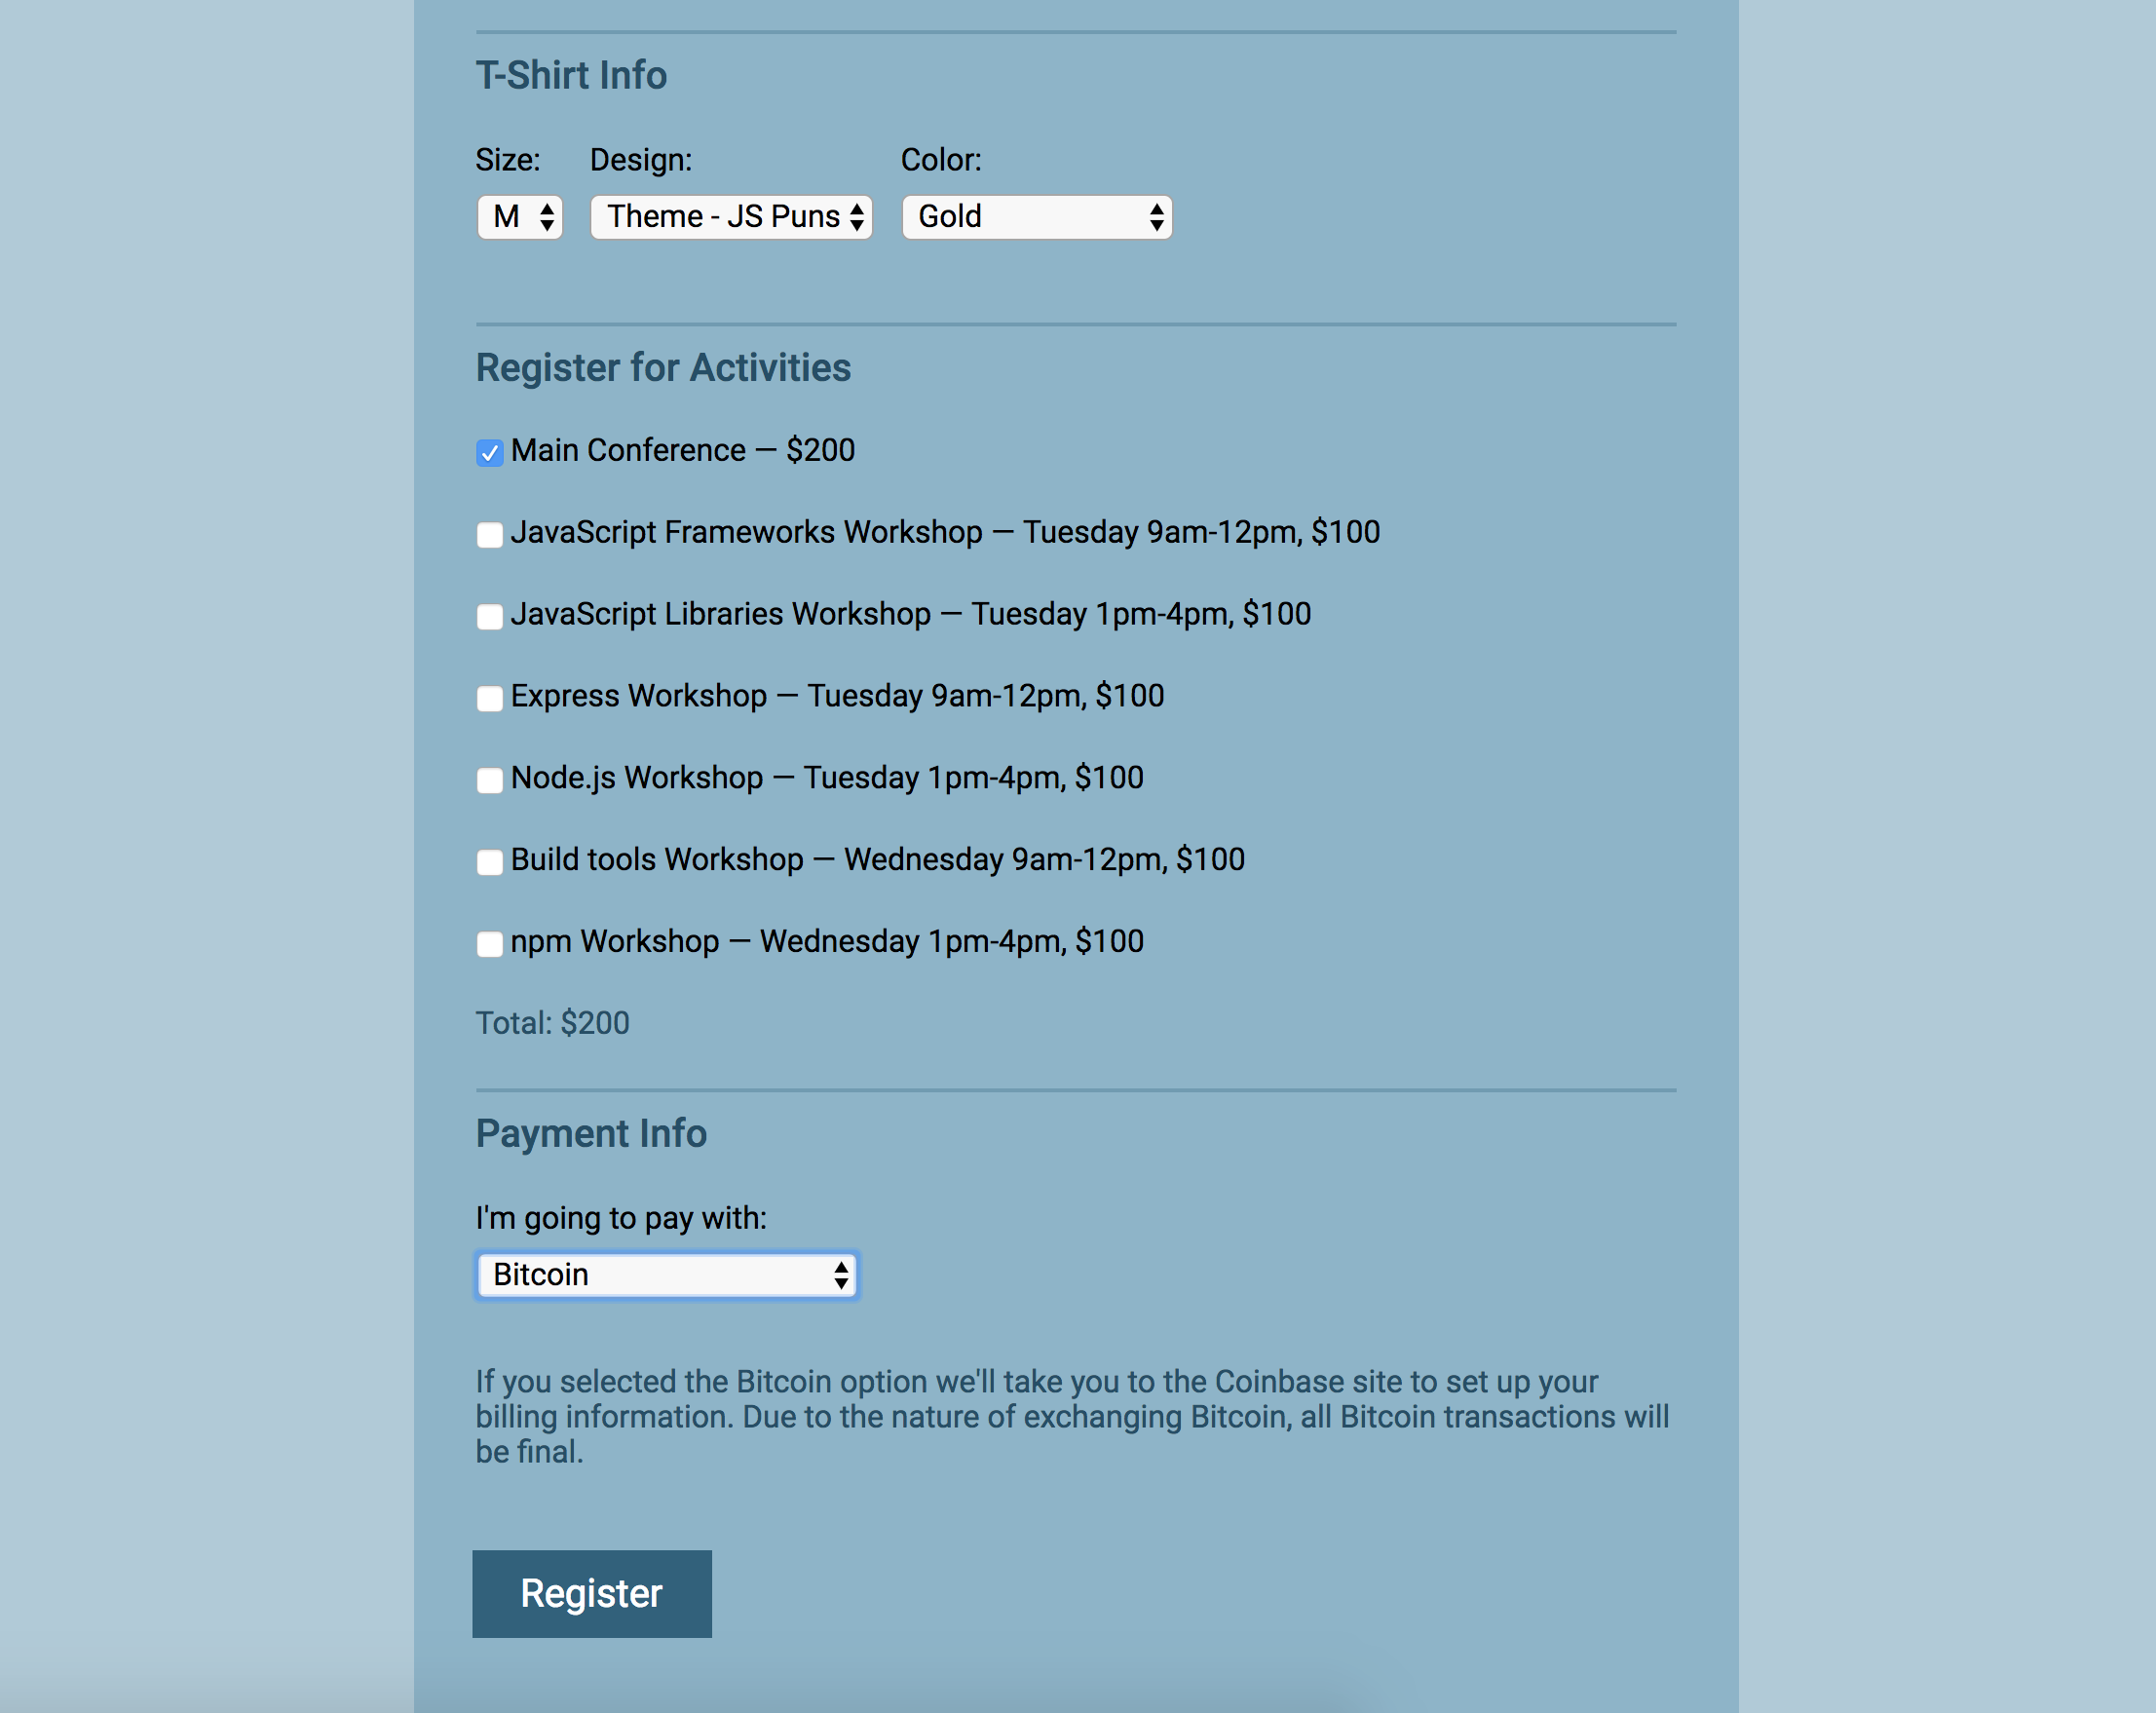 T-Shirt Info
Size: Design: Color:
M Theme - JS Puns Gold
Register for Activities
Main Conference — $200
JavaScript Frameworks Workshop — Tuesday 9am-12pm, $100
JavaScript Libraries Workshop — Tuesday 1pm-4pm, $100
Express Workshop — Tuesday 9am-12pm, $100
Node.js Workshop — Tuesday 1pm-4pm, $100
Build tools Workshop — Wednesday 9am-12pm, $100
npm Workshop — Wednesday 1pm-4pm, $100
Total: $200
Payment Info
I'm going to pay with:
Bitcoin
If you selected the Bitcoin option we'll take you to the Coinbase site to set up your
billing information. Due to the nature of exchanging Bitcoin, all Bitcoin transactions will
be final.
Register